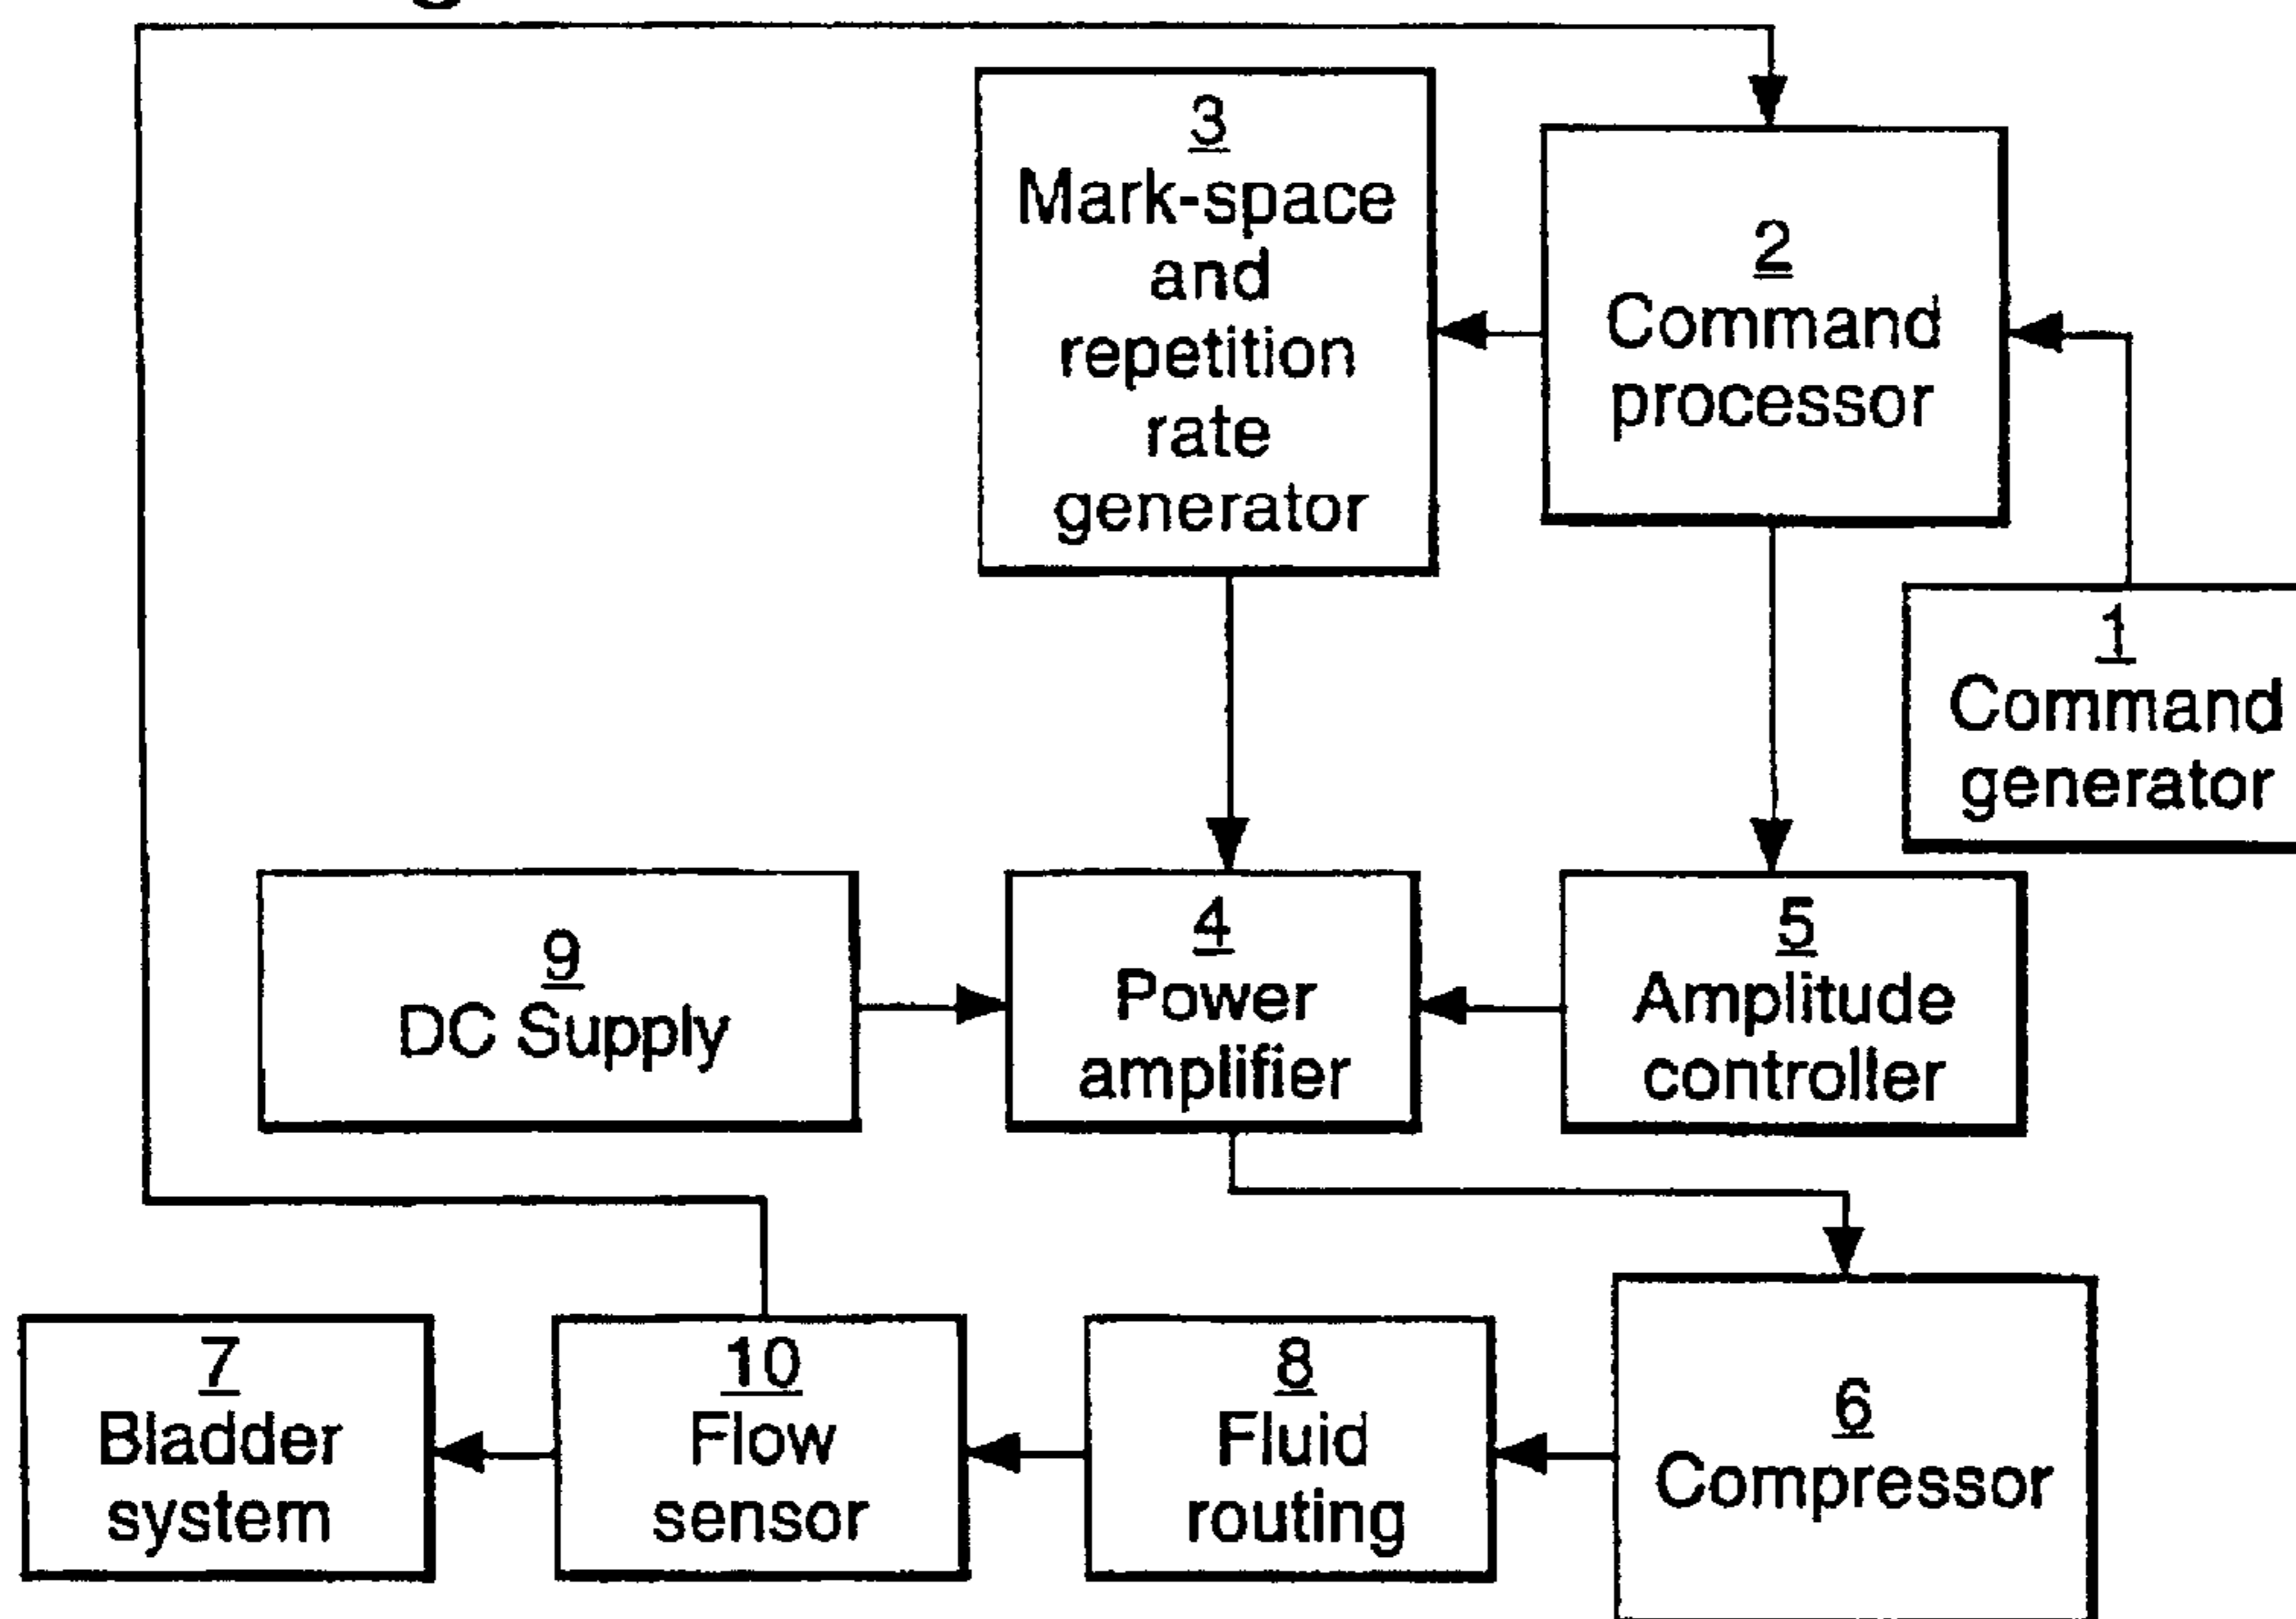 3
Mark-space
and
repetition
rate
generator
2
Command
processor
1
Command
generator
9
DC Supply
4
Power
amplifier
5
Amplitude
controller
7
Bladder
system
10
Flow
sensor
8
Fluid
routing
6
Compressor